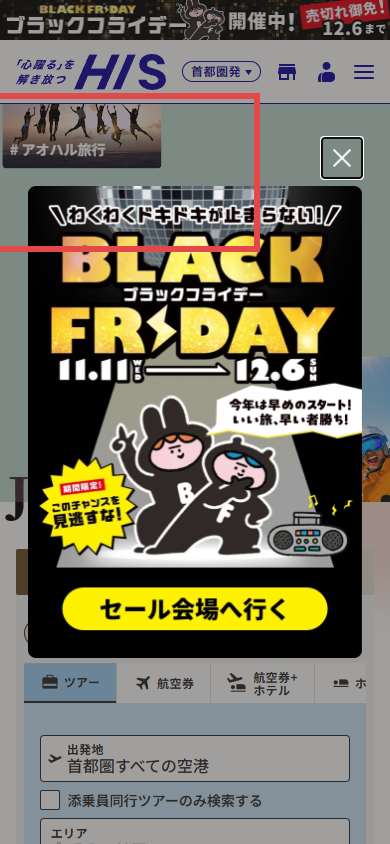 BLACK FRIDAY
ブラックフライデー
開催中!
売切れ御免!
12.6まで
「心躍る」を
解き放つ
HIS
首都圏発
# アオハル旅行
わくわくドキドキが止まらない!
BLACK
ブラックフライデー
FRIDAY
11.11 WED 12.6 SUN
今年は早めのスタート!
いい旅、早い者勝ち!
期間限定!
このチャンスを
見逃すな!
B F
セール会場へ行く
J
ツアー
航空券
航空券+
ホテル
ホ
出発地
首都圏すべての空港
添乗員同行ツアーのみ検索する
エリア